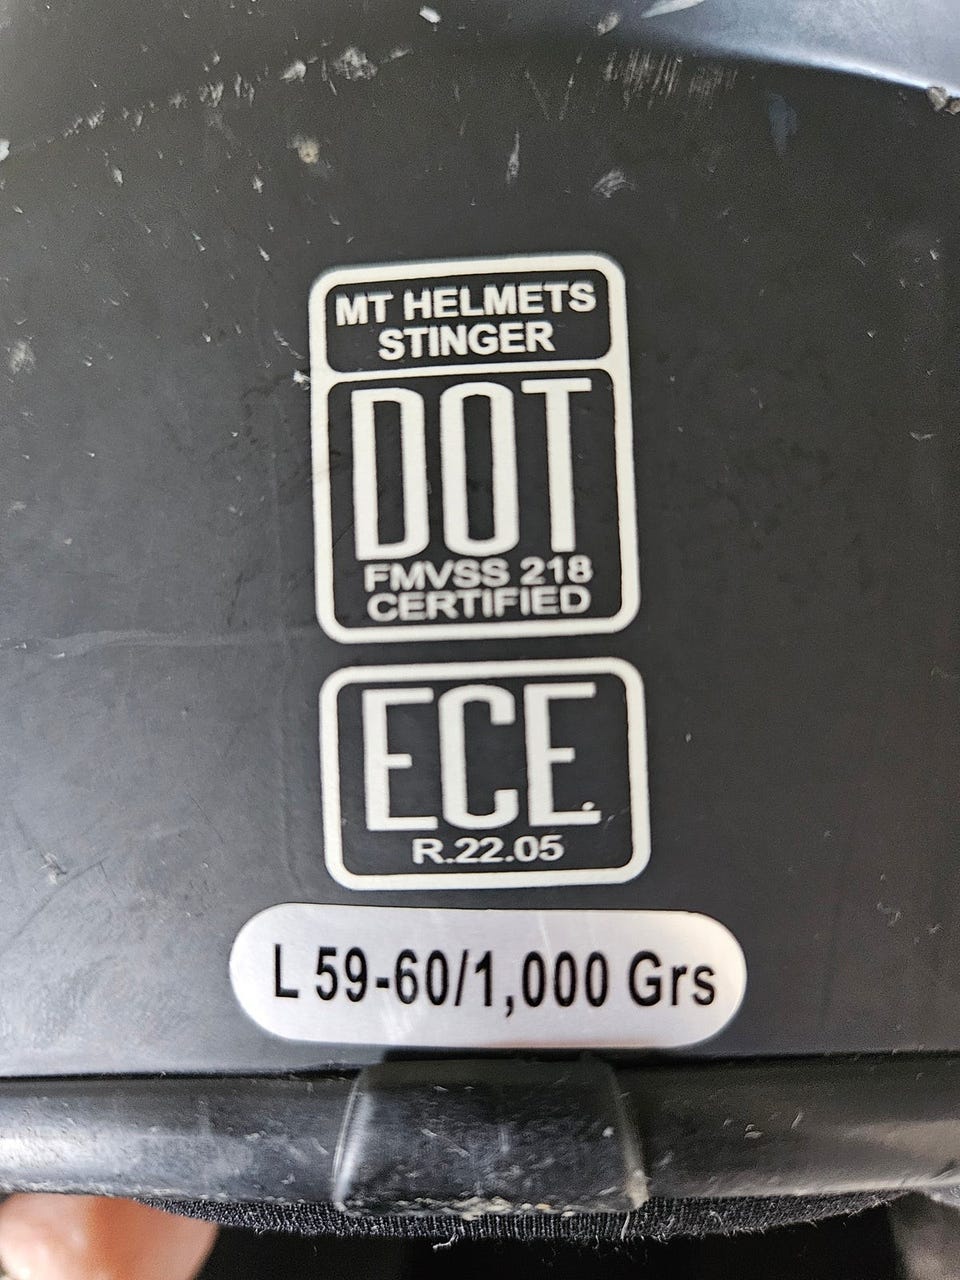 MT HELMETS
STINGER
DOT
FMVSS 218
CERTIFIED
ECE
R.22.05
L 59-60/1,000 Grs